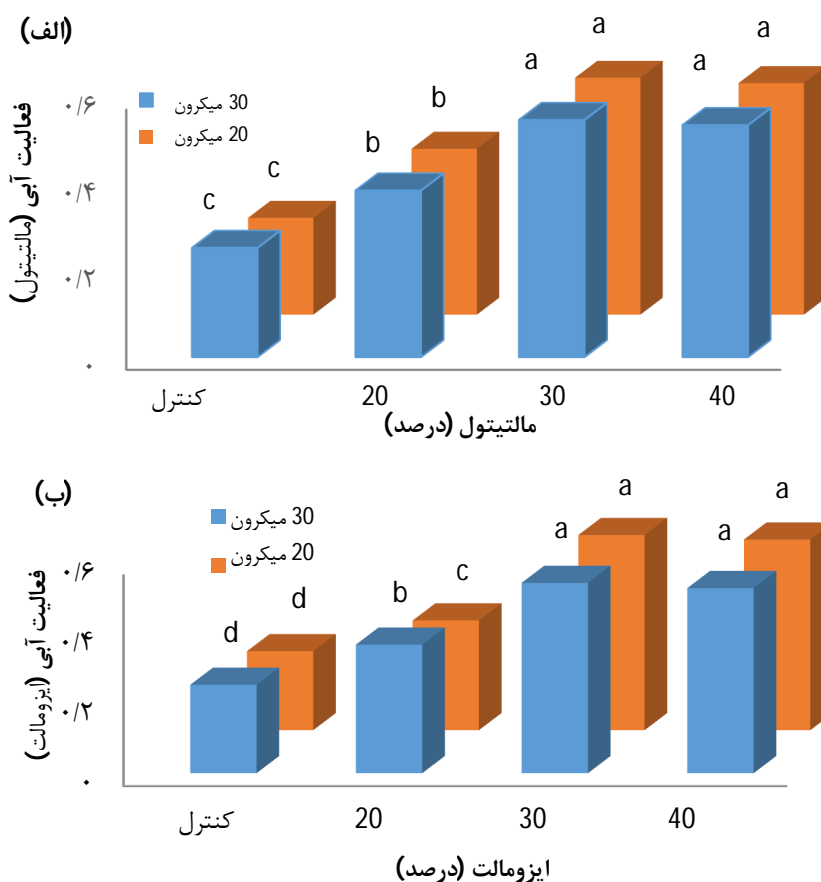 (الف)
a a
a a
30 میکرون
20 میکرون
b
b
c
c
۰/۶
۰/۴
۰/۲
۰
فعالیت آبی (مالتیتول)
کنترل 20 30 40
مالتیتول (درصد)
(ب)
30 میکرون
20 میکرون
a a
a a
d d b c
۰/۶
۰/۴
۰/۲
۰
فعالیت آبی (ایزومالت)
کنترل 20 30 40
ایزومالت (درصد)